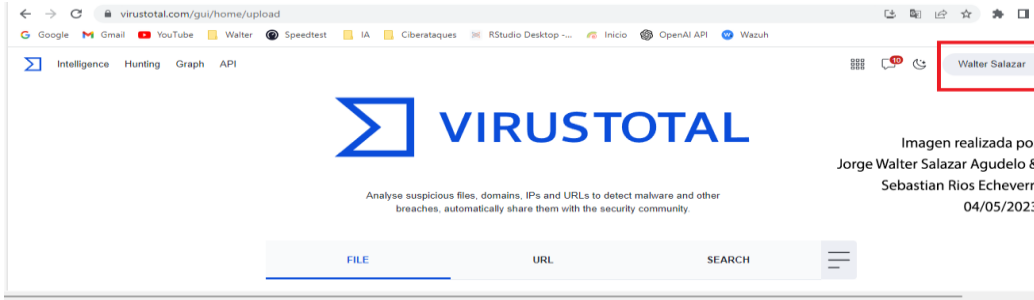 virustotal.com/gui/home/upload
Google Gmail YouTube Walter Speedtest IA Ciberataques RStudio Desktop -... Inicio OpenAI API Wazuh
Intelligence Hunting Graph API 10 Walter Salazar
VIRUSTOTAL
Imagen realizada po
Jorge Walter Salazar Agudelo &
Sebastian Rios Echeverr
04/05/2023
Analyse suspicious files, domains, IPs and URLs to detect malware and other
breaches, automatically share them with the security community.
FILE URL SEARCH